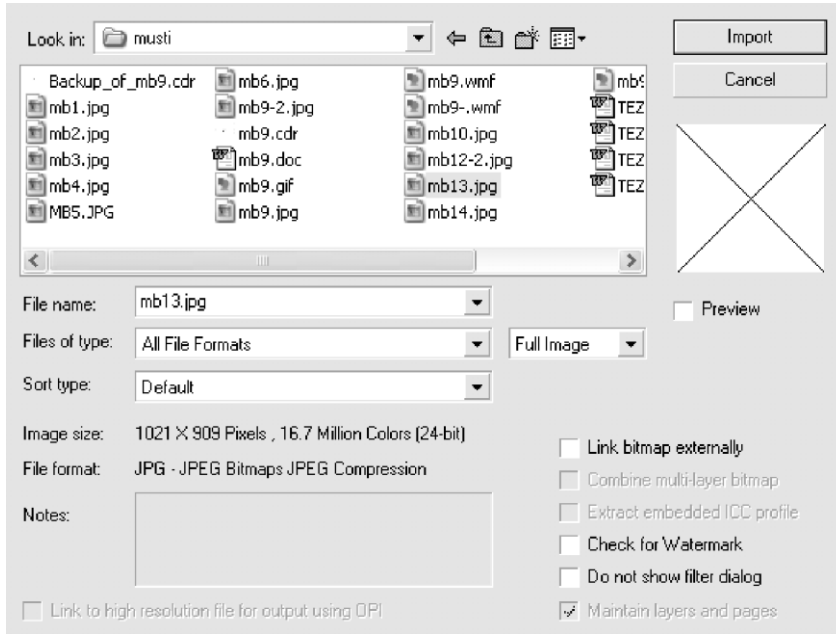 Look in: musti
Import
Cancel
Backup_of_mb9.cdr
mb1.jpg
mb2.jpg
mb3.jpg
mb4.jpg
MB5.JPG
mb6.jpg
mb9-2.jpg
mb9.cdr
mb9.doc
mb9.gif
mb9.jpg
mb9.wmf
mb9-.wmf
mb10.jpg
mb12-2.jpg
mb13.jpg
mb14.jpg
TEZ
TEZ
TEZ
TEZ
Preview
File name: mb13.jpg
Files of type: All File Formats Full Image
Sort type: Default
Image size: 1021 X 909 Pixels , 16.7 Million Colors (24-bit)
File format: JPG - JPEG Bitmaps JPEG Compression
Notes:
Link bitmap externally
Combine multi-layer bitmap
Extract embedded ICC profile
Check for Watermark
Do not show filter dialog
Link to high resolution file for output using OPI
Maintain layers and pages